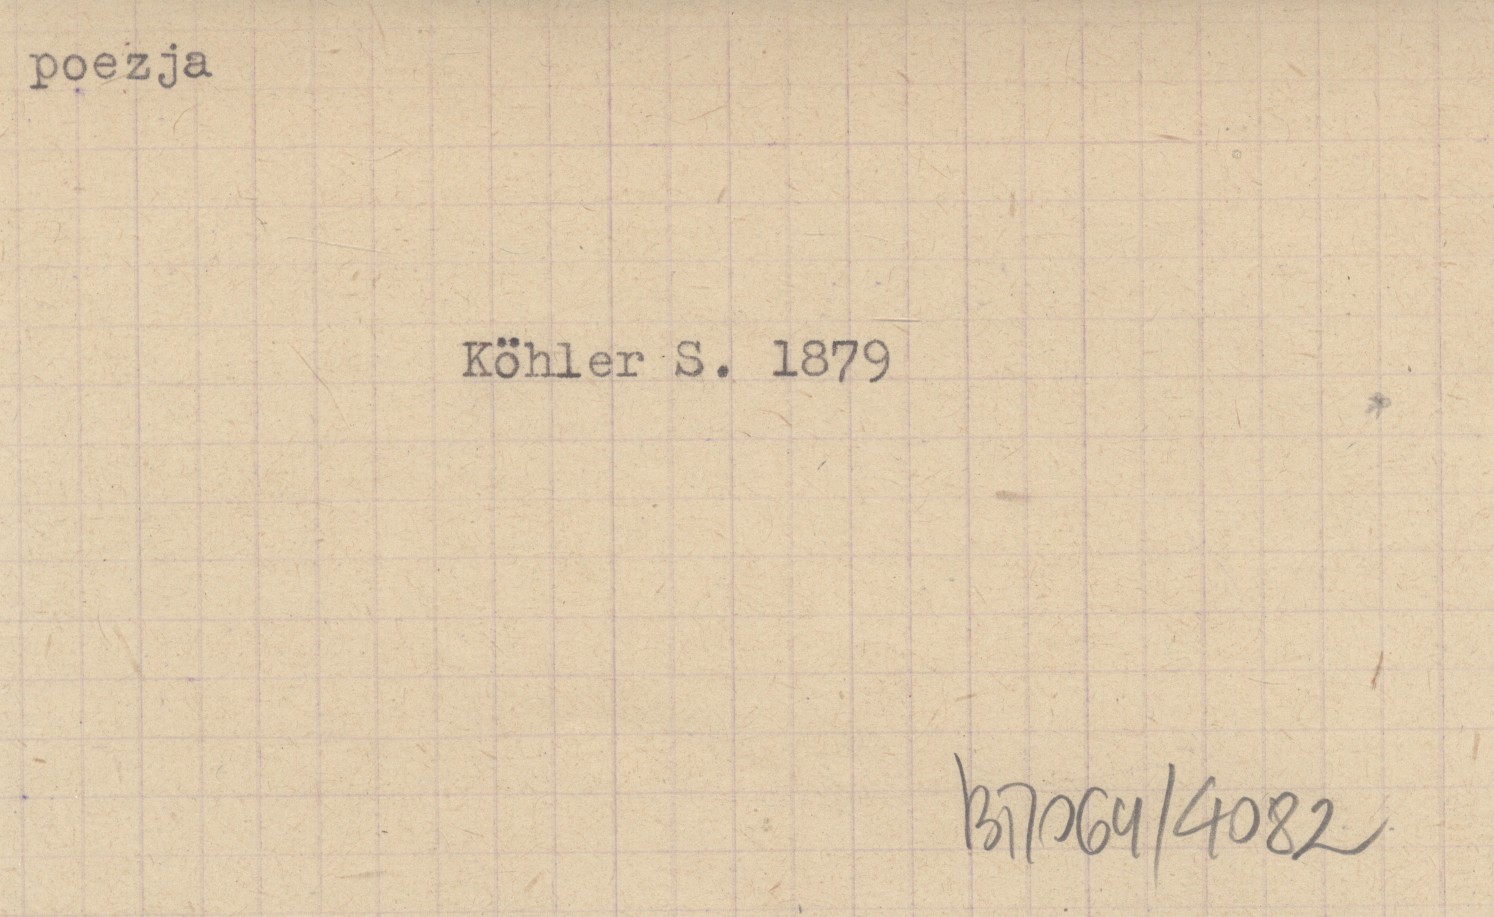 poezja
Köhler S. 1879
B17064/4082